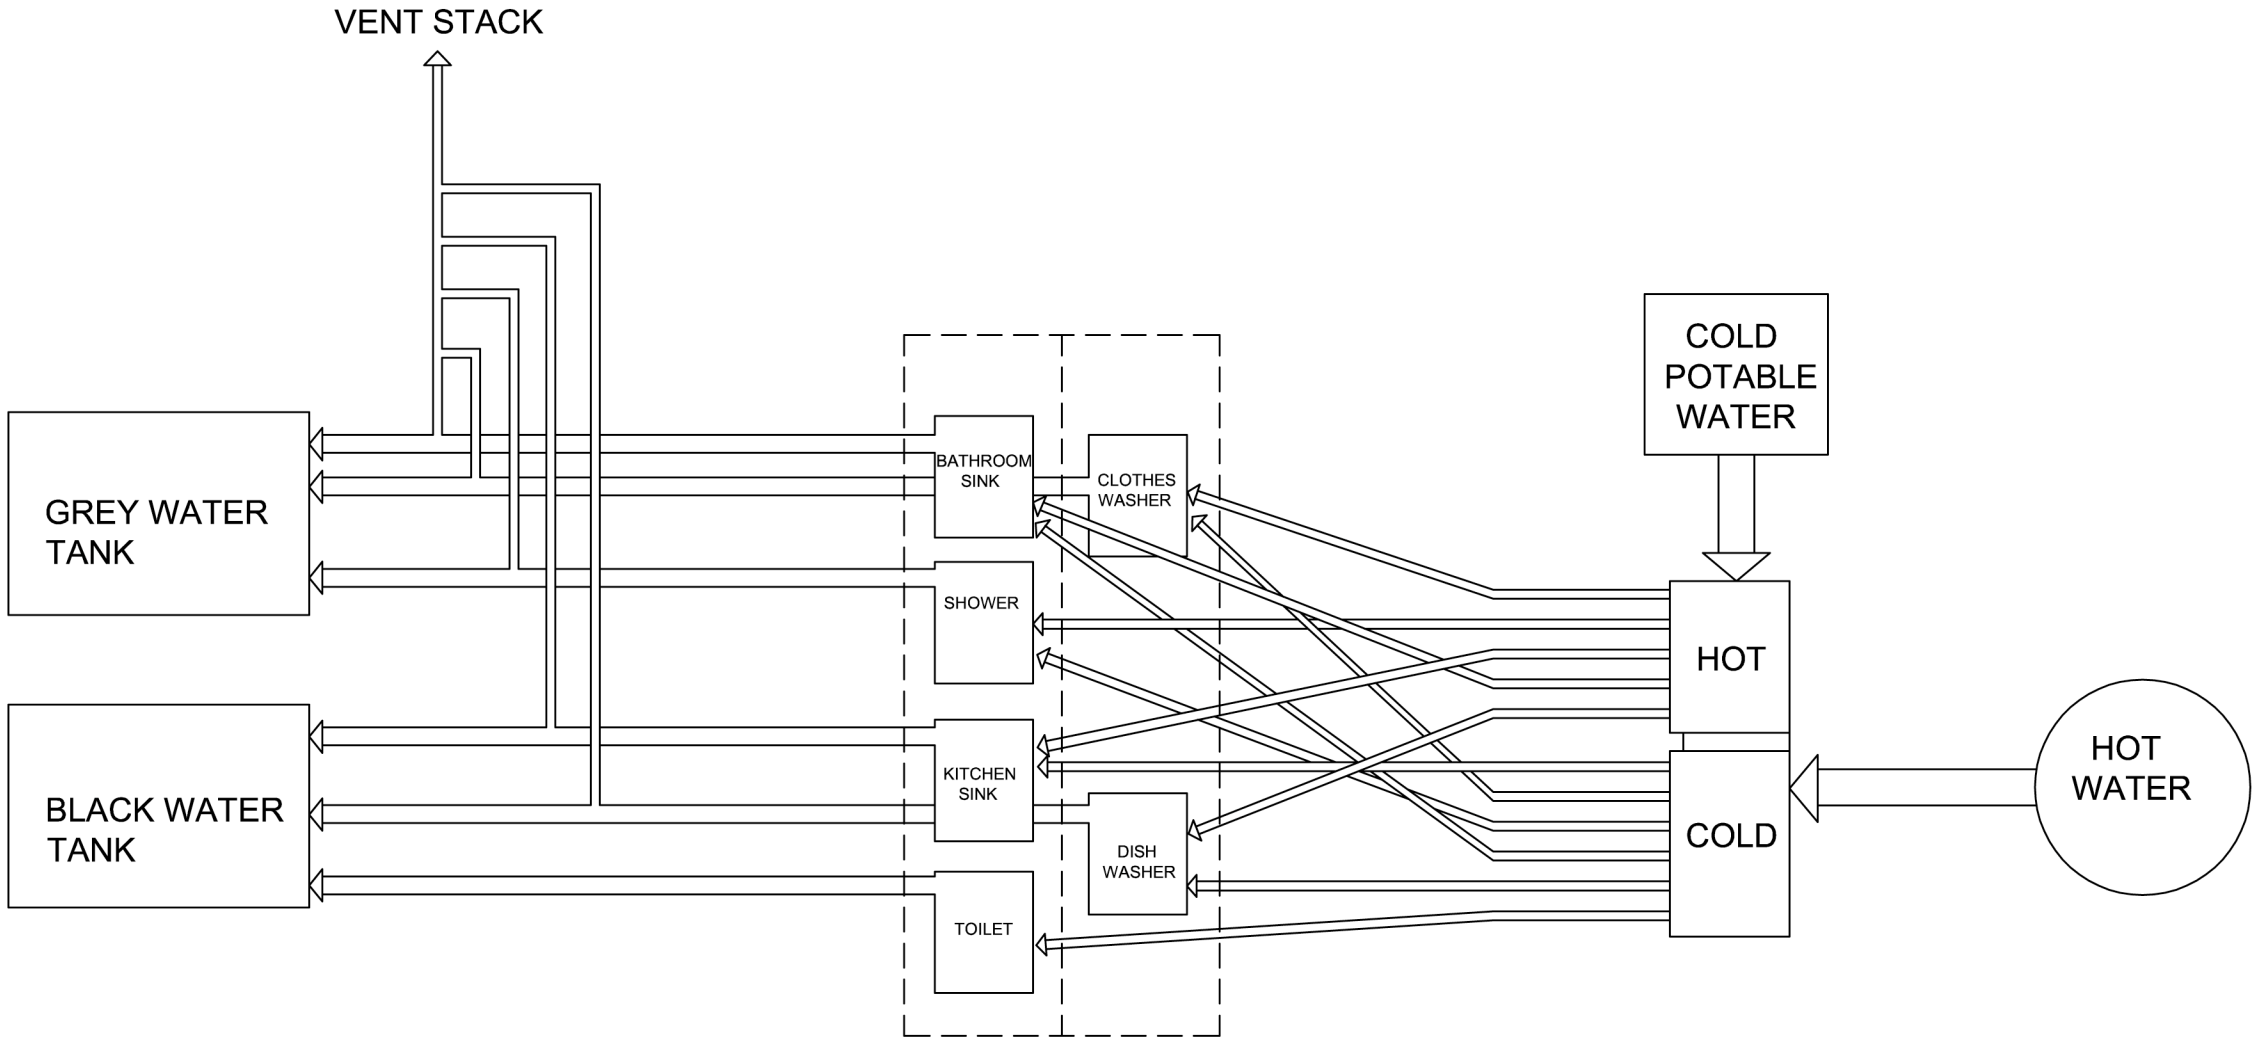 VENT STACK
COLD
POTABLE
WATER
BATHROOM
SINK
CLOTHES
WASHER
GREY WATER
TANK
SHOWER
HOT
HOT
WATER
KITCHEN
SINK
BLACK WATER
TANK
COLD
DISH
WASHER
TOILET